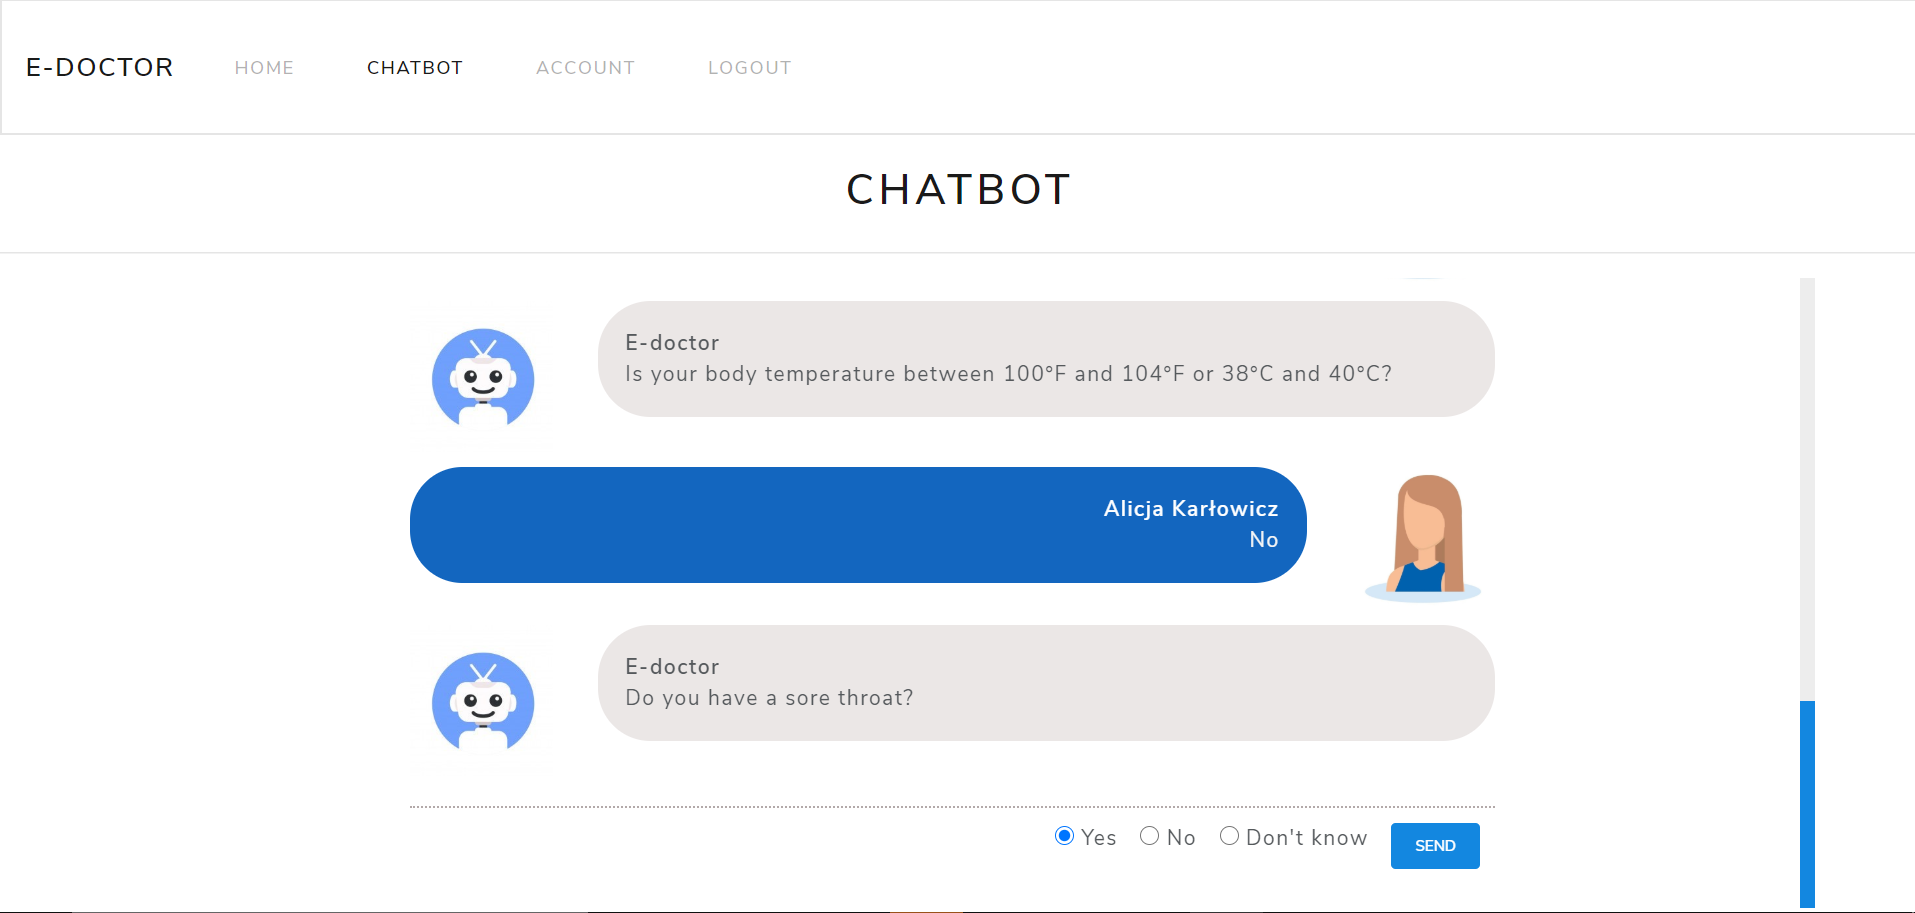 E-DOCTOR HOME CHATBOT ACCOUNT LOGOUT
CHATBOT
E-doctor
Is your body temperature between 100°F and 104°F or 38°C and 40°C?
Alicja Karłowicz
No
E-doctor
Do you have a sore throat?
Yes No Don't know SEND